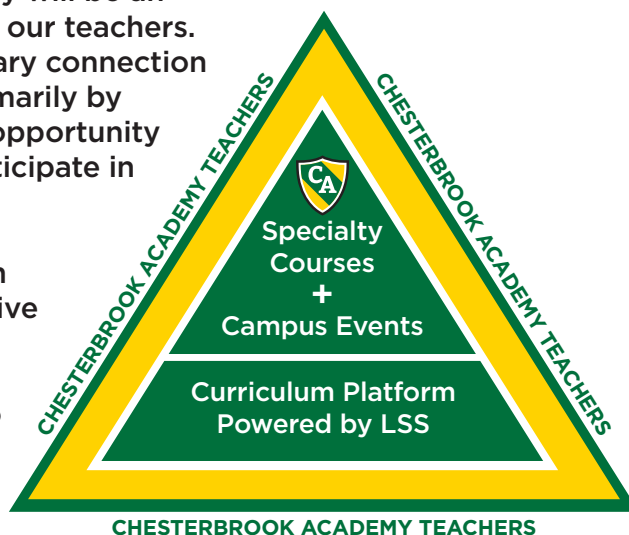 our teachers.
ary connection
marily by
opportunity
ticipate in
ive
CHESTERBROOK ACADEMY TEACHERS
CHESTERBROOK ACADEMY TEACHERS
CA
Specialty
Courses
+
Campus Events
Curriculum Platform
Powered by LSS
CHESTERBROOK ACADEMY TEACHERS